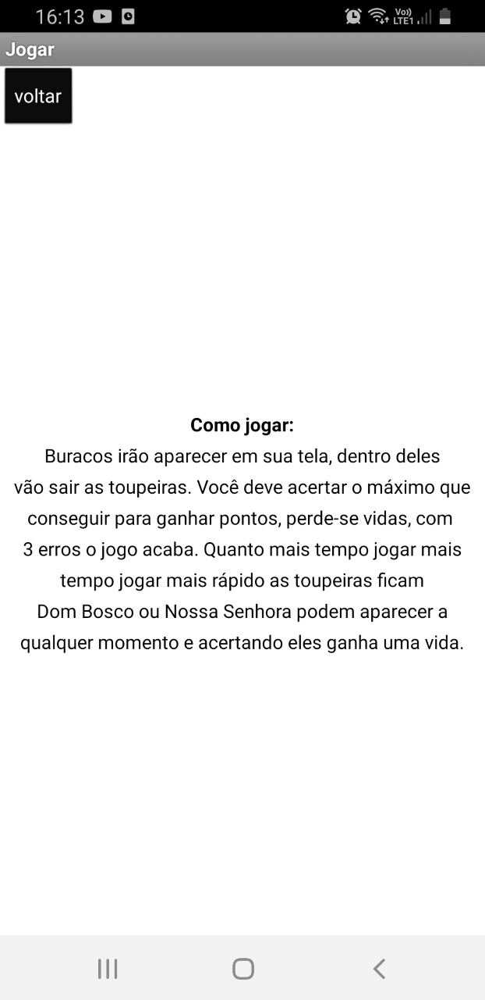 16:13
Vo))
LTE1
Jogar
voltar
Como jogar:
Buracos irão aparecer em sua tela, dentro deles
vão sair as toupeiras. Você deve acertar o máximo que
conseguir para ganhar pontos, perde-se vidas, com
3 erros o jogo acaba. Quanto mais tempo jogar mais
tempo jogar mais rápido as toupeiras ficam
Dom Bosco ou Nossa Senhora podem aparecer a
qualquer momento e acertando eles ganha uma vida.